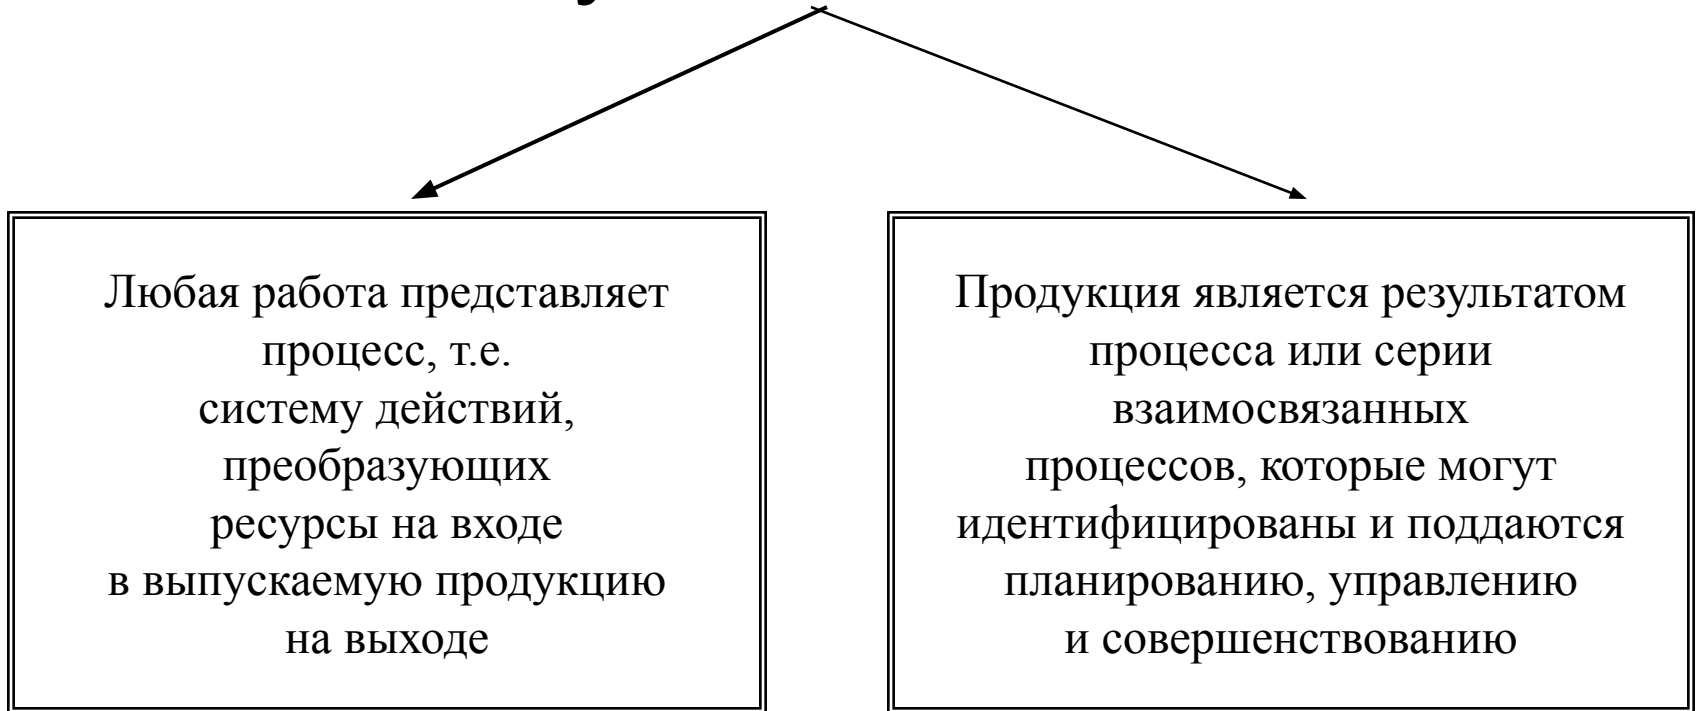 Любая работа представляет
процесс, т.е.
систему действий,
преобразующих
ресурсы на входе
в выпускаемую продукцию
на выходе
Продукция является результатом
процесса или серии
взаимосвязанных
процессов, которые могут
идентифицированы и поддаются
планированию, управлению
и совершенствованию